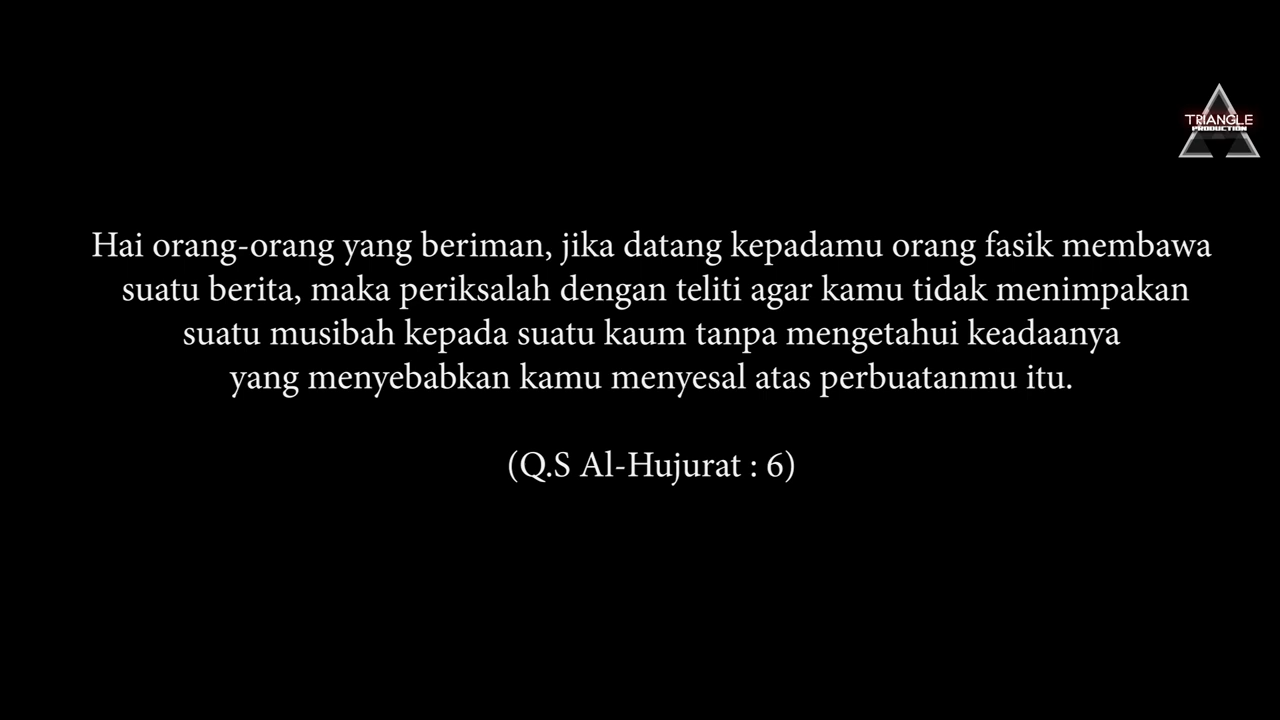 TRIANGLE
PRODUCTION
Hai orang-orang yang beriman, jika datang kepadamu orang fasik membawa
suatu berita, maka periksalah dengan teliti agar kamu tidak menimpakan
suatu musibah kepada suatu kaum tanpa mengetahui keadaanya
yang menyebabkan kamu menyesal atas perbuatanmu itu.
(Q.S Al-Hujurat : 6)